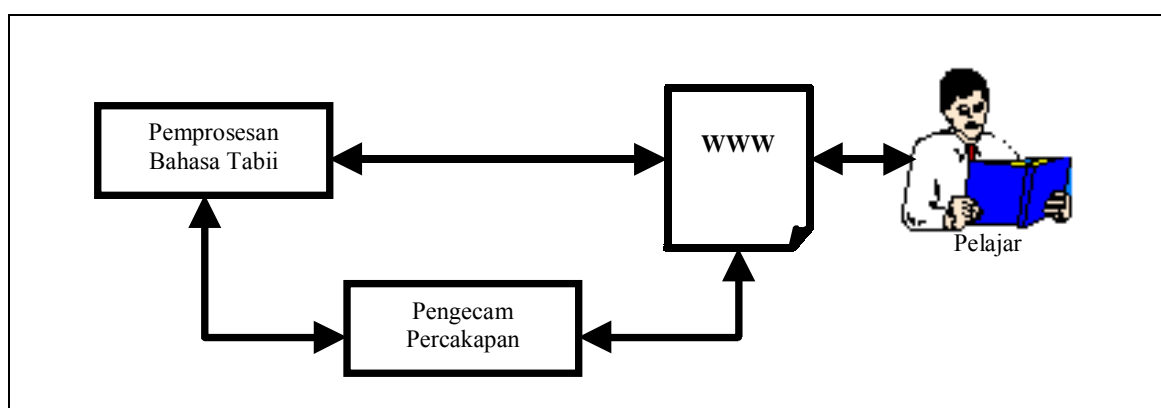 Pemprosesan
Bahasa Tabii
WWW
Pelajar
Pengecam
Percakapan